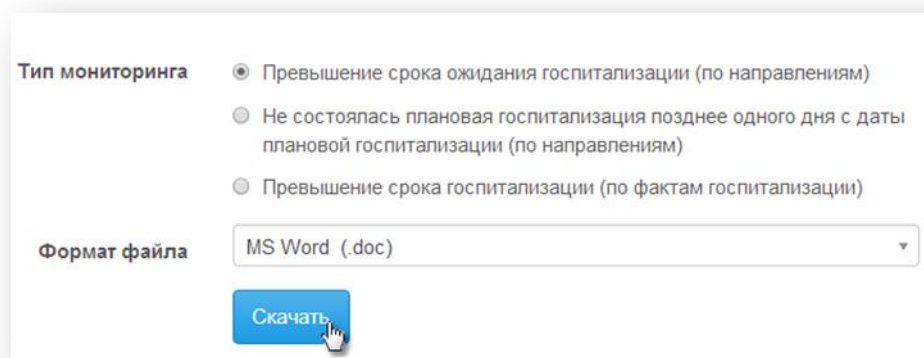 Тип мониторинга
Превышение срока ожидания госпитализации (по направлениям)
Не состоялась плановая госпитализация позднее одного дня с даты
плановой госпитализации (по направлениям)
Превышение срока госпитализации (по фактам госпитализации)
Формат файла
MS Word (.doc)
Скачать